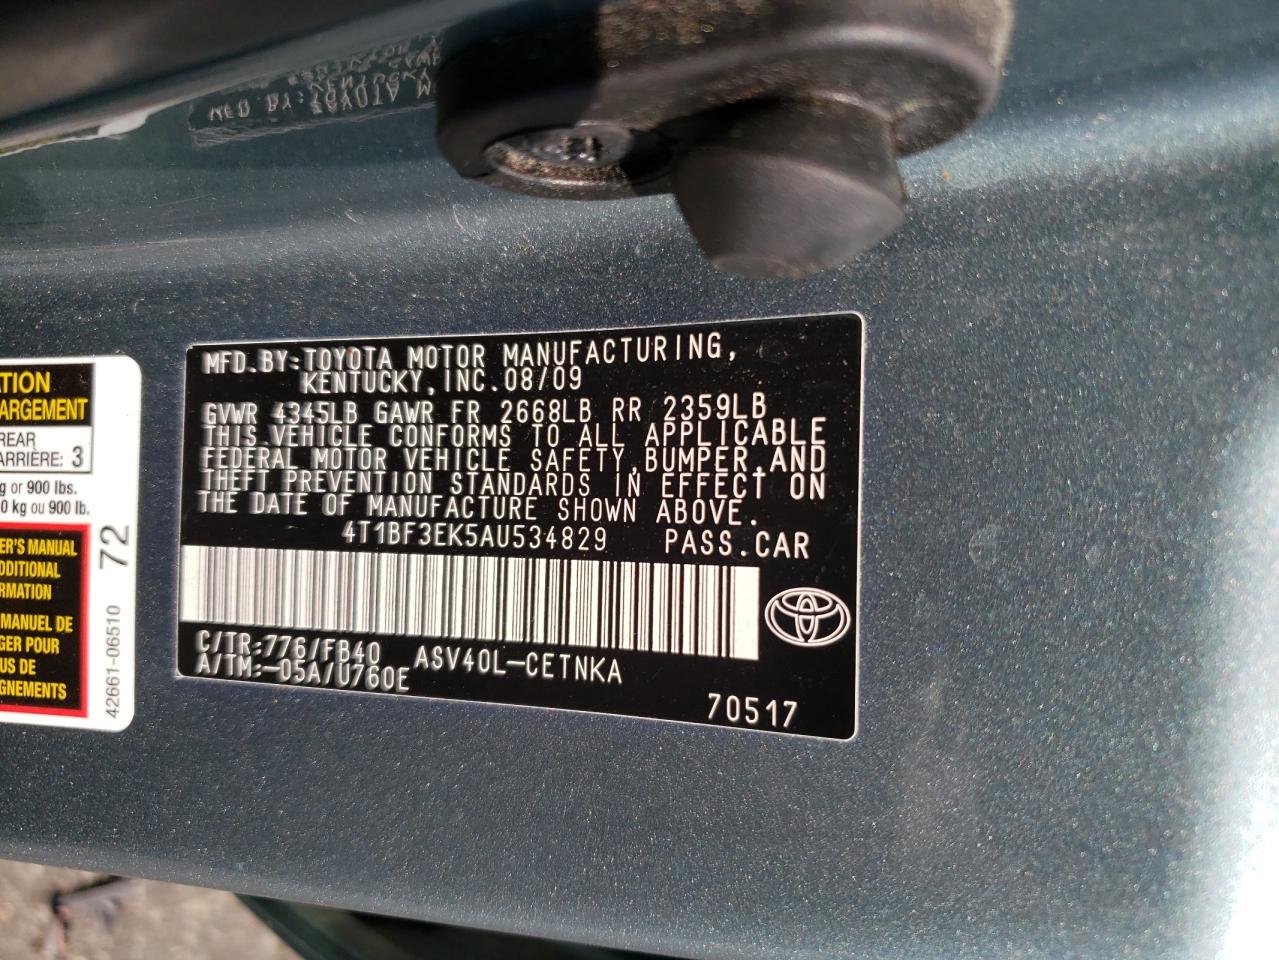 MFD.BY:TOYOTA MOTOR MANUFACTURING,
KENTUCKY,INC.08/09
GVWR 4345LB GAWR FR 2668LB RR 2359LB
THIS VEHICLE CONFORMS TO ALL APPLICABLE
FEDERAL MOTOR VEHICLE SAFETY,BUMPER,AND
THEFT PREVENTION STANDARDS IN EFFECT ON
THE DATE OF MANUFACTURE SHOWN ABOVE.
4T1BF3EK5AU534829 PASS.CAR
C/TR:776/FB40 ASV40L-CETNKA
A/TM:-05A/U760E
70517
ATION
ARGEMENT
REAR
ARRIÈRE: 3
g or 900 lbs.
0 kg ou 900 lb.
ER'S MANUAL
DDITIONAL
RMATION
MANUEL DE
GER POUR
US DE
GNEMENTS
42661-06510 72
MFD BY: